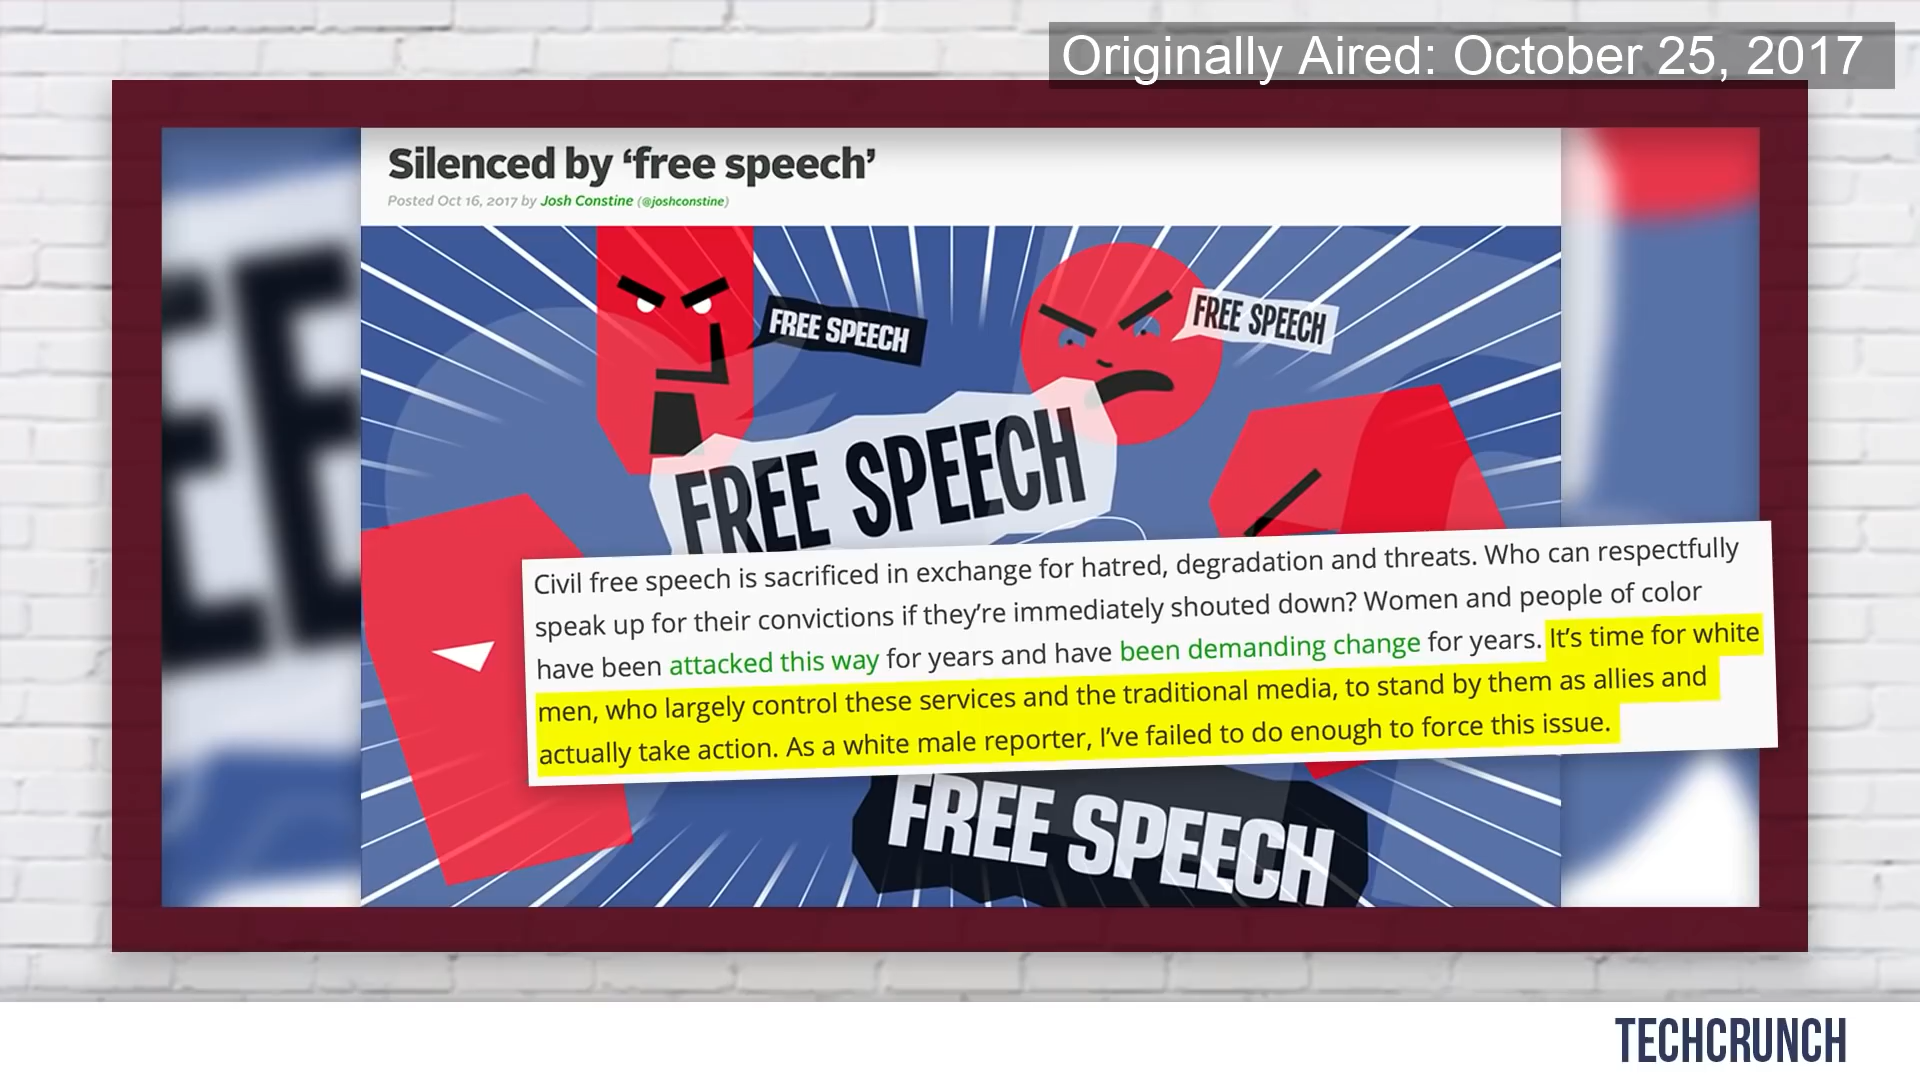 Originally Aired: October 25, 2017
Silenced by ‘free speech’
Posted Oct 16, 2017 by Josh Constine (@joshconstine)
FREE SPEECH
FREE SPEECH
FREE SPEECH
Civil free speech is sacrificed in exchange for hatred, degradation and threats. Who can respectfully
speak up for their convictions if they’re immediately shouted down? Women and people of color
have been attacked this way for years and have been demanding change for years. It’s time for white
men, who largely control these services and the traditional media, to stand by them as allies and
actually take action. As a white male reporter, I’ve failed to do enough to force this issue.
FREE SPEECH
EE
TECHCRUNCH